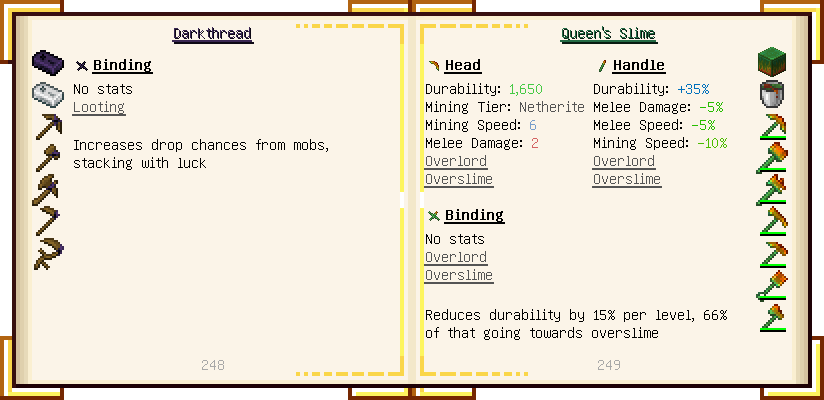 Darkthread
Binding
No stats
Looting
Increases drop chances from mobs,
stacking with luck
248
Queen's Slime
Head
Durability: 1,650
Mining Tier: Netherite
Mining Speed: 6
Melee Damage: 2
Overlord
Overslime
Handle
Durability: +35%
Melee Damage: -5%
Melee Speed: -5%
Mining Speed: -10%
Overlord
Overslime
Binding
No stats
Overlord
Overslime
Reduces durability by 15% per level, 66%
of that going towards overslime
249